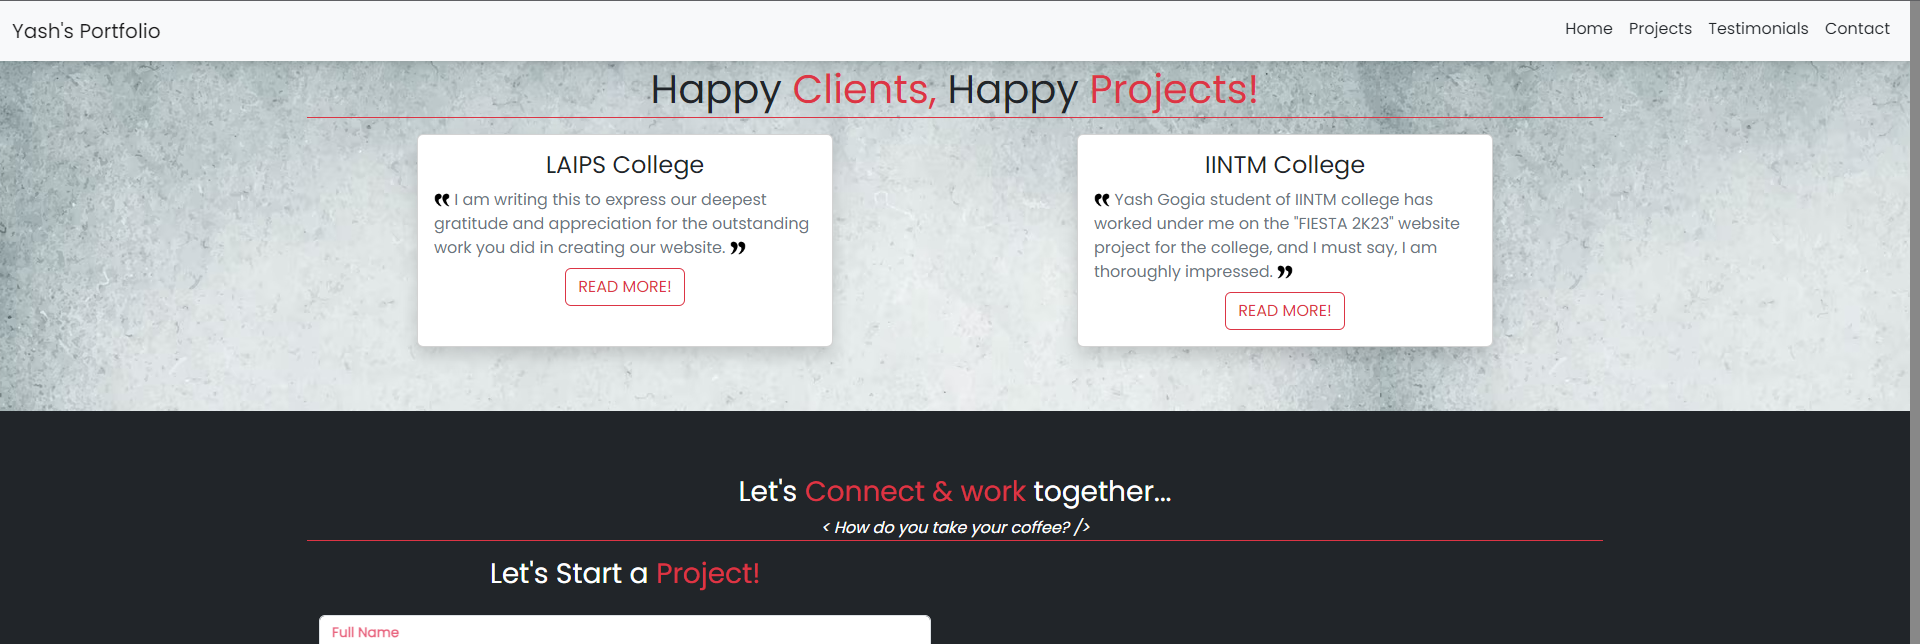 Yash's Portfolio
Home Projects Testimonials Contact
Happy Clients, Happy Projects!
LAIPS College
❝ I am writing this to express our deepest
gratitude and appreciation for the outstanding
work you did in creating our website. ❞
READ MORE!
IINTM College
❝ Yash Gogia student of IINTM college has
worked under me on the "FIESTA 2K23" website
project for the college, and I must say, I am
thoroughly impressed. ❞
READ MORE!
Let's Connect & work together...
< How do you take your coffee? />
Let's Start a Project!
Full Name